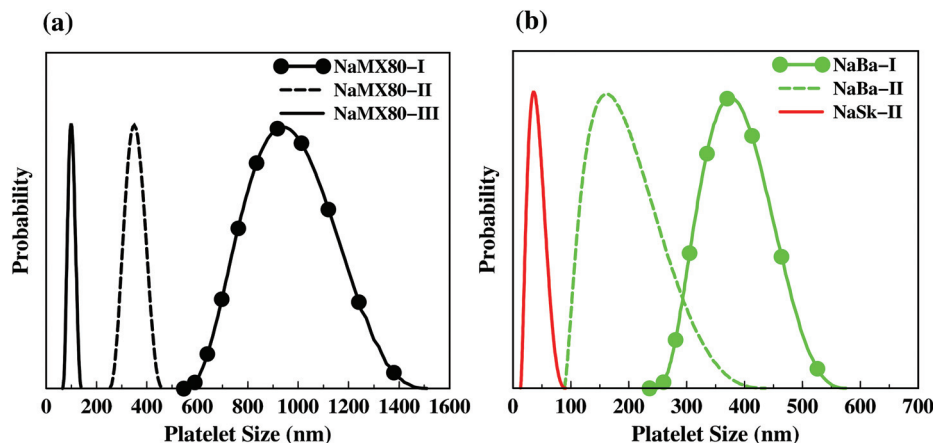 (a)
NaMX80-I
NaMX80-II
NaMX80-III
Probability
0 200 400 600 800 1000 1200 1400 1600
Platelet Size (nm)
(b)
NaBa-I
NaBa-II
NaSk-II
Probability
0 100 200 300 400 500 600 700
Platelet Size (nm)